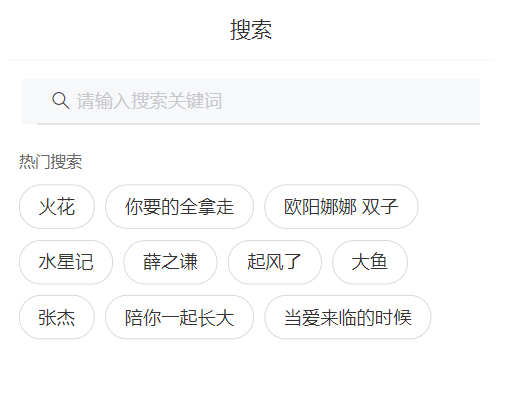 搜索
请输入搜索关键词
热门搜索
火花 你要的全拿走 欧阳娜娜 双子
水星记 薛之谦 起风了 大鱼
张杰 陪你一起长大 当爱来临的时候